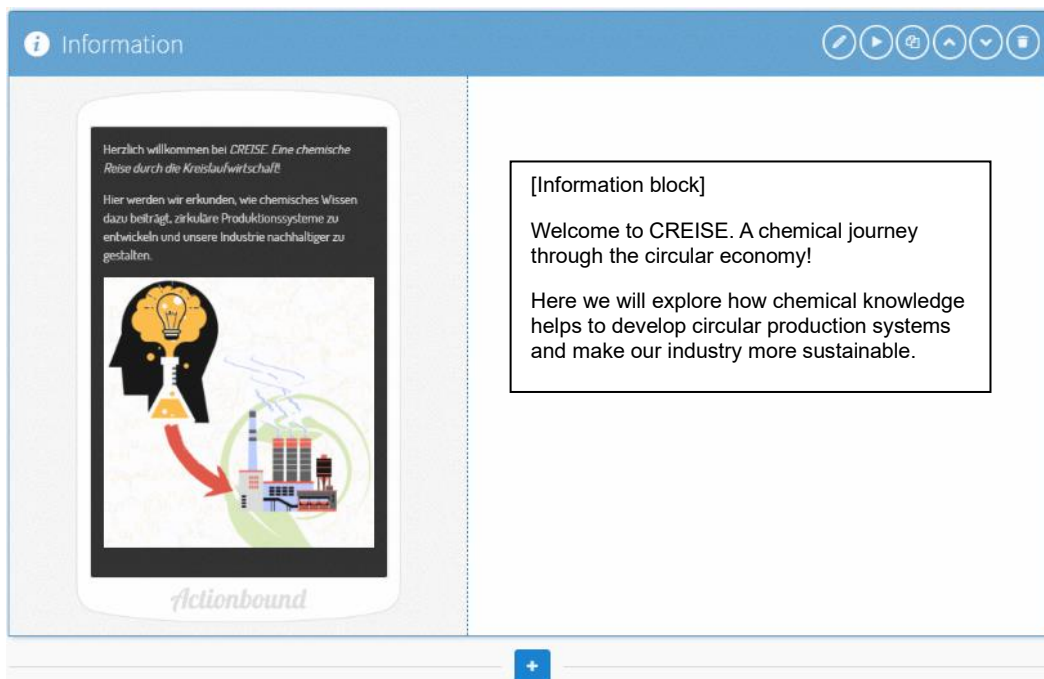 Information
Herzlich willkommen bei CREISE. Eine chemische
Reise durch die Kreislaufwirtschaft!
Hier werden wir erkunden, wie chemisches Wissen
dazu beiträgt, zirkuläre Produktionssysteme zu
entwickeln und unsere Industrie nachhaltiger zu
gestalten.
Actionbound
[Information block]
Welcome to CREISE. A chemical journey
through the circular economy!
Here we will explore how chemical knowledge
helps to develop circular production systems
and make our industry more sustainable.